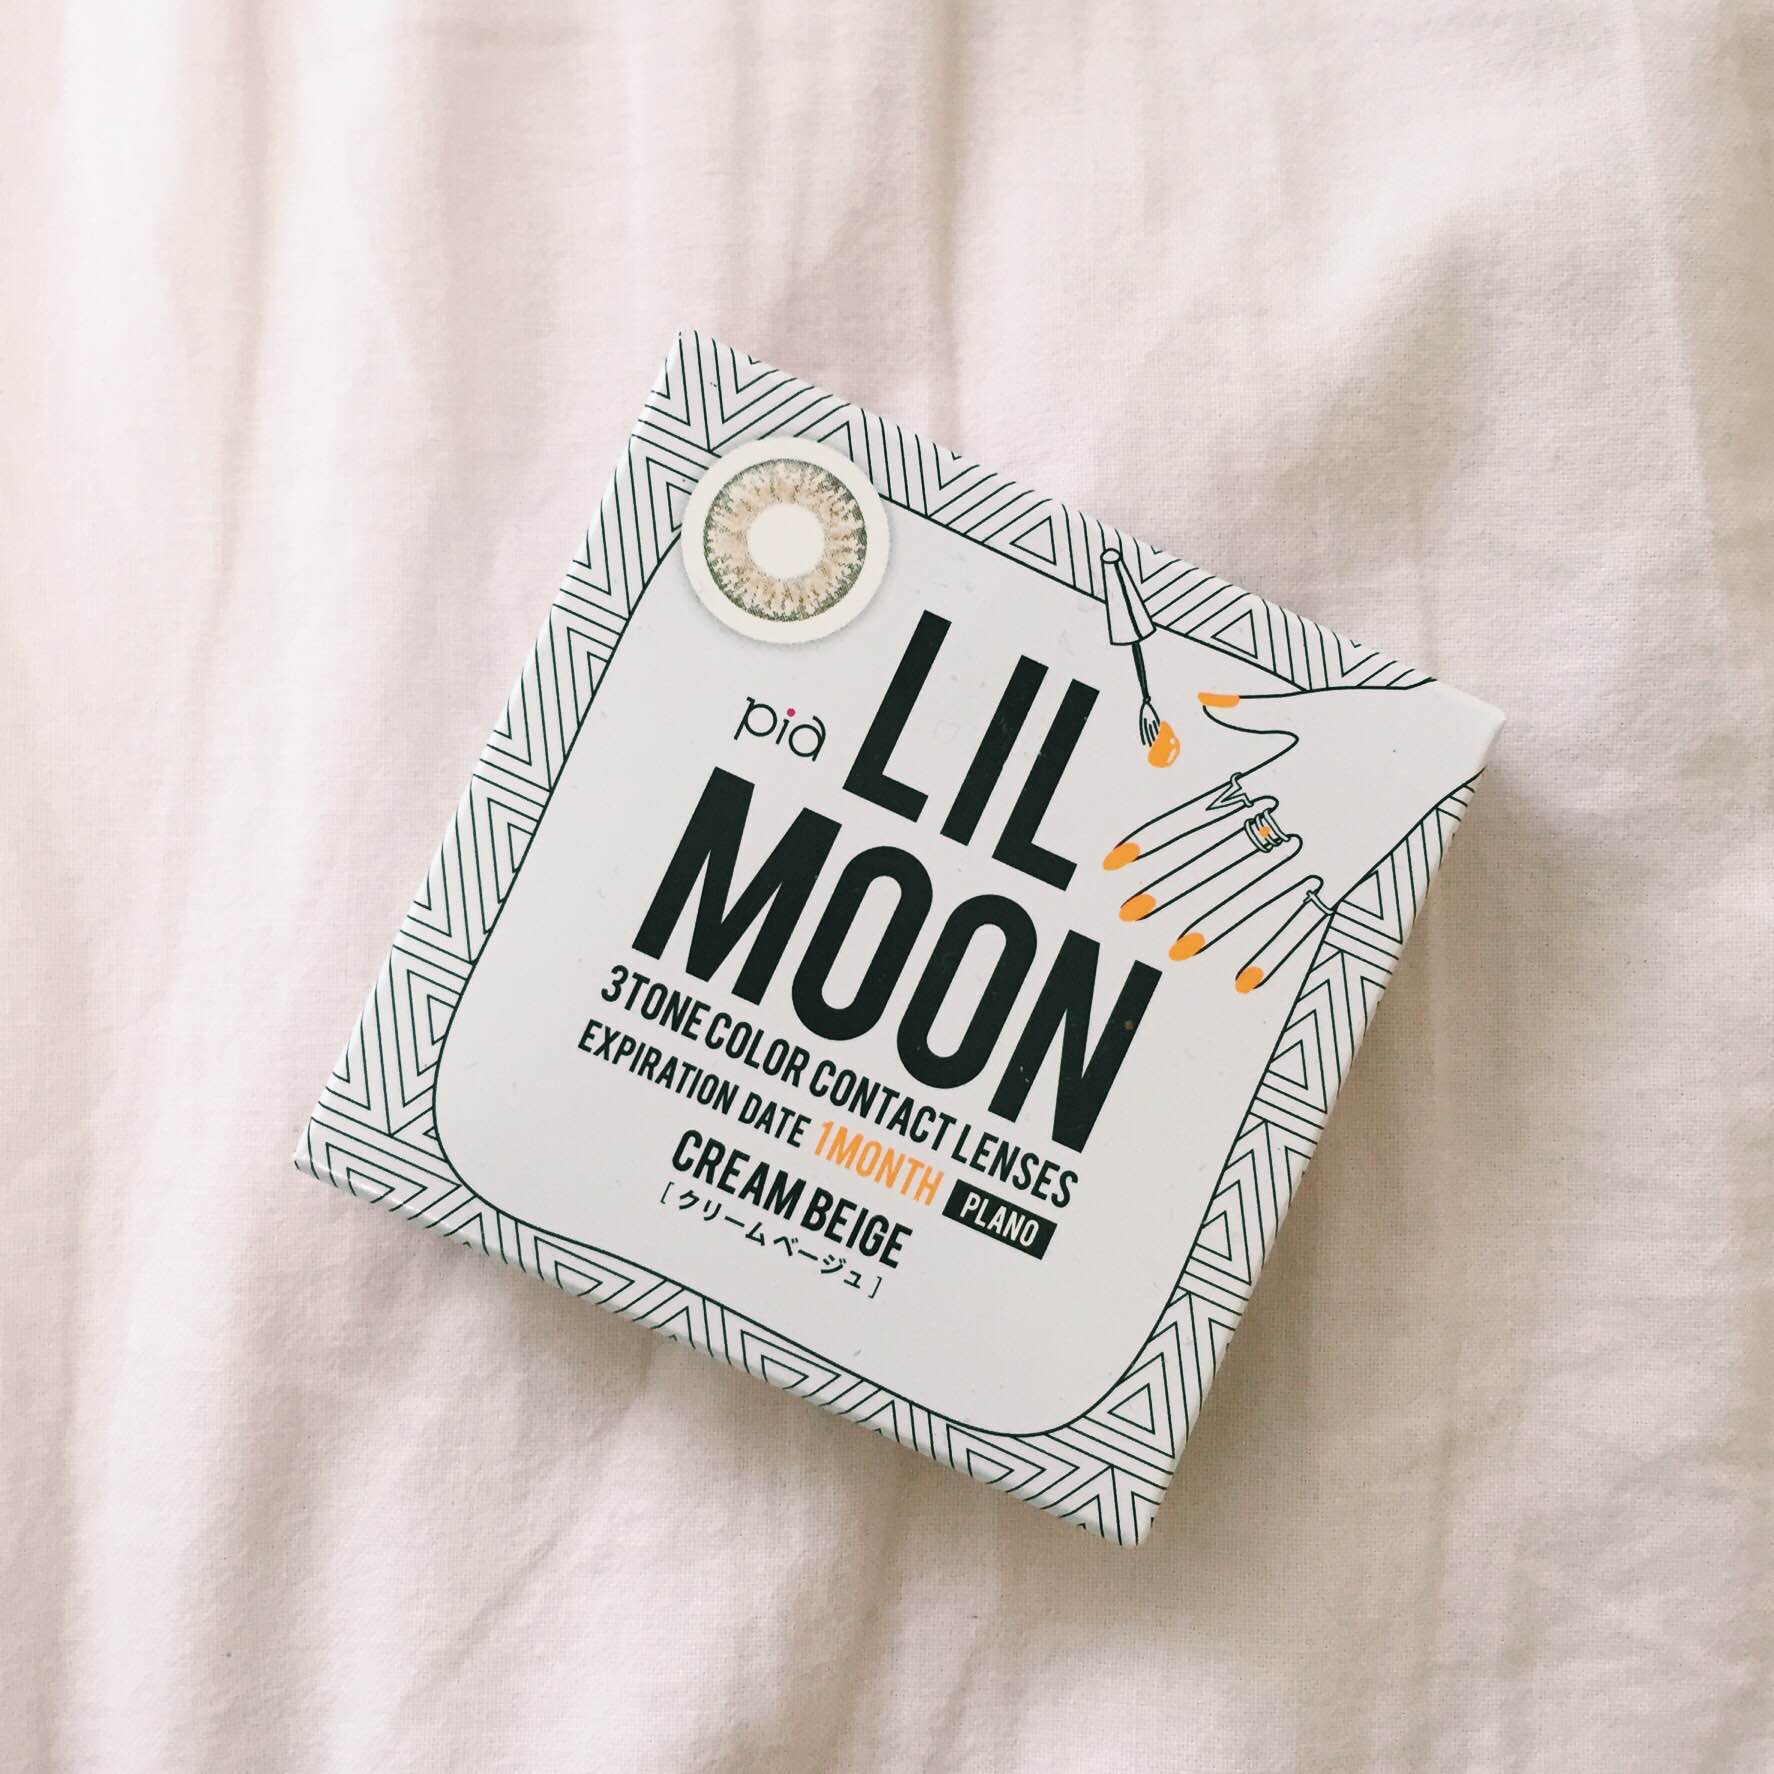 pia
LIL
MOON
3TONE COLOR CONTACT LENSES
EXPIRATION DATE 1MONTH PLANO
CREAM BEIGE
[ クリームベージュ ]